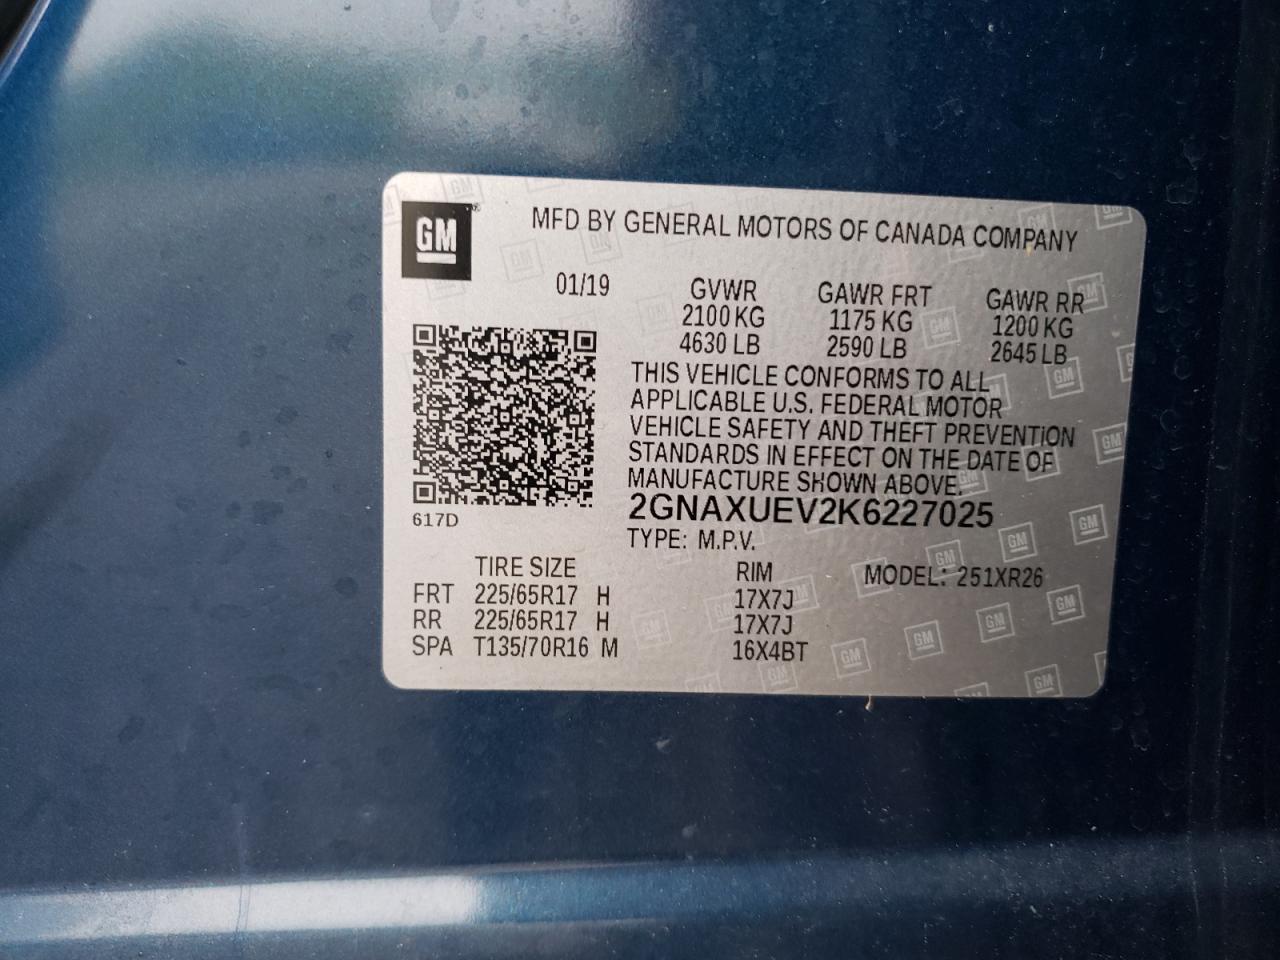 GM
MFD BY GENERAL MOTORS OF CANADA COMPANY
01/19 GVWR GAWR FRT GAWR RR
2100 KG 1175 KG 1200 KG
4630 LB 2590 LB 2645 LB
THIS VEHICLE CONFORMS TO ALL
APPLICABLE U.S. FEDERAL MOTOR
VEHICLE SAFETY AND THEFT PREVENTION
STANDARDS IN EFFECT ON THE DATE OF
MANUFACTURE SHOWN ABOVE.
2GNAXUEV2K6227025
617D
TYPE: M.P.V.
TIRE SIZE RIM MODEL: 251XR26
FRT 225/65R17 H 17X7J
RR 225/65R17 H 17X7J
SPA T135/70R16 M 16X4BT